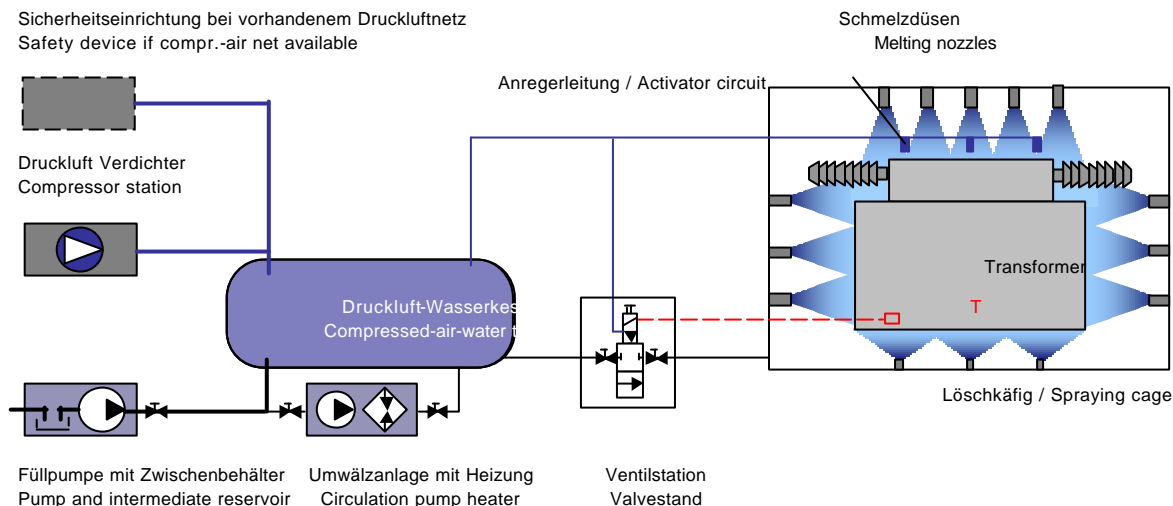 Sicherheitseinrichtung bei vorhandenem Druckluftnetz
Safety device if compr.-air net available
Schmelzdüsen
Melting nozzles
Anregerleitung / Activator circuit
Druckluft Verdichter
Compressor station
Druckluft-Wasserkes
Compressed-air-water t
Transformer
T
Löschkäfig / Spraying cage
Füllpumpe mit Zwischenbehälter
Pump and intermediate reservoir
Umwälzanlage mit Heizung
Circulation pump heater
Ventilstation
Valvestand